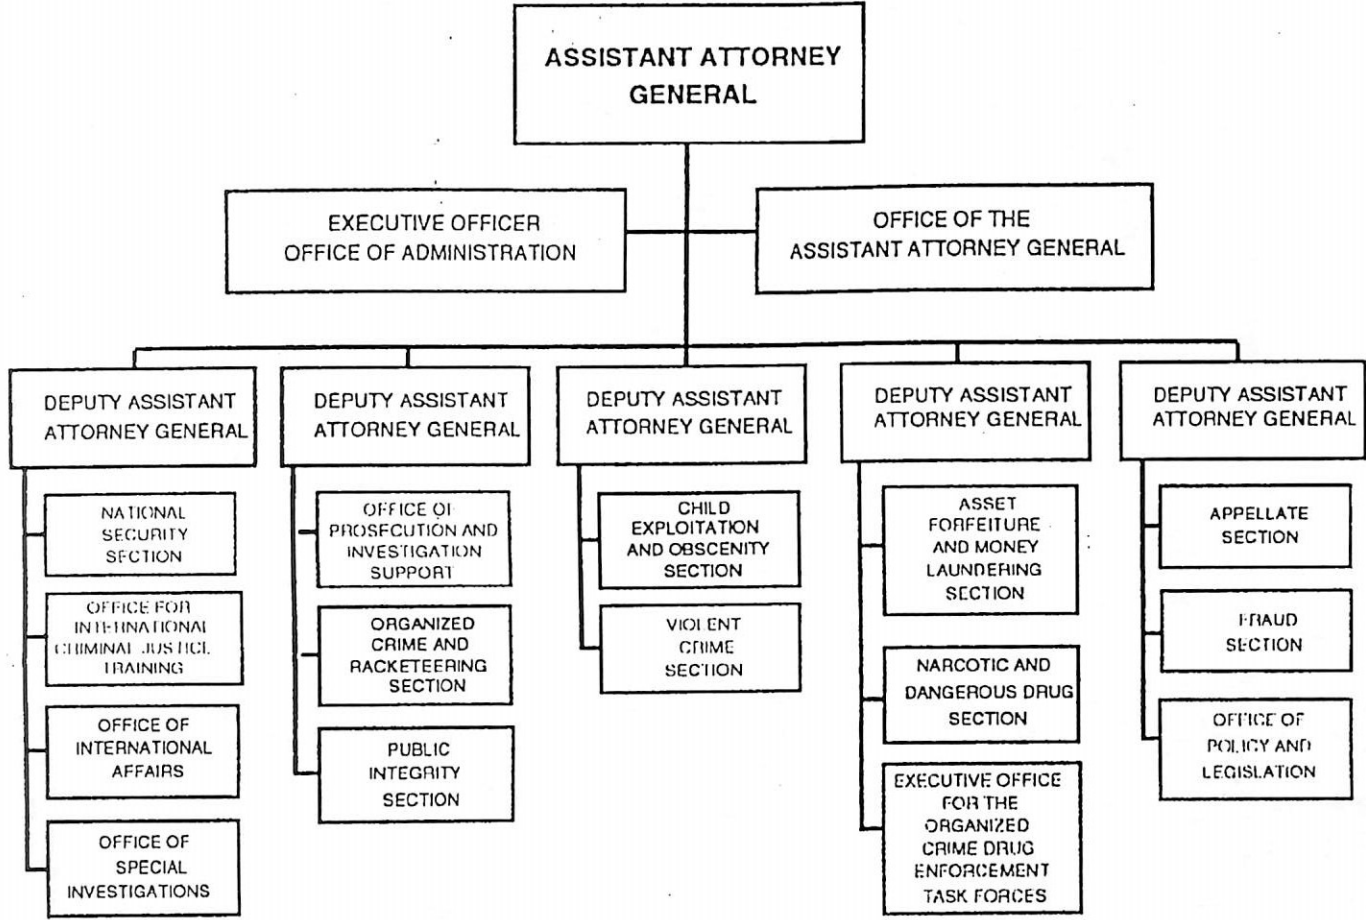 ASSISTANT ATTORNEY
GENERAL
EXECUTIVE OFFICER
OFFICE OF ADMINISTRATION
OFFICE OF THE
ASSISTANT ATTORNEY GENERAL
DEPUTY ASSISTANT
ATTORNEY GENERAL
NATIONAL
SECURITY
SECTION
OFFICE FOR
INTERNATIONAL
CRIMINAL JUSTICE
TRAINING
OFFICE OF
INTERNATIONAL
AFFAIRS
OFFICE OF
SPECIAL
INVESTIGATIONS
DEPUTY ASSISTANT
ATTORNEY GENERAL
OFFICE OF
PROSECUTION AND
INVESTIGATION
SUPPORT
ORGANIZED
CRIME AND
RACKETEERING
SECTION
PUBLIC
INTEGRITY
SECTION
DEPUTY ASSISTANT
ATTORNEY GENERAL
CHILD
EXPLOITATION
AND OBSCENITY
SECTION
VIOLENT
CRIME
SECTION
DEPUTY ASSISTANT
ATTORNEY GENERAL
ASSET
FORFEITURE
AND MONEY
LAUNDERING
SECTION
NARCOTIC AND
DANGEROUS DRUG
SECTION
EXECUTIVE OFFICE
FOR THE
ORGANIZED
CRIME DRUG
ENFORCEMENT
TASK FORCES
DEPUTY ASSISTANT
ATTORNEY GENERAL
APPELLATE
SECTION
FRAUD
SECTION
OFFICE OF
POLICY AND
LEGISLATION